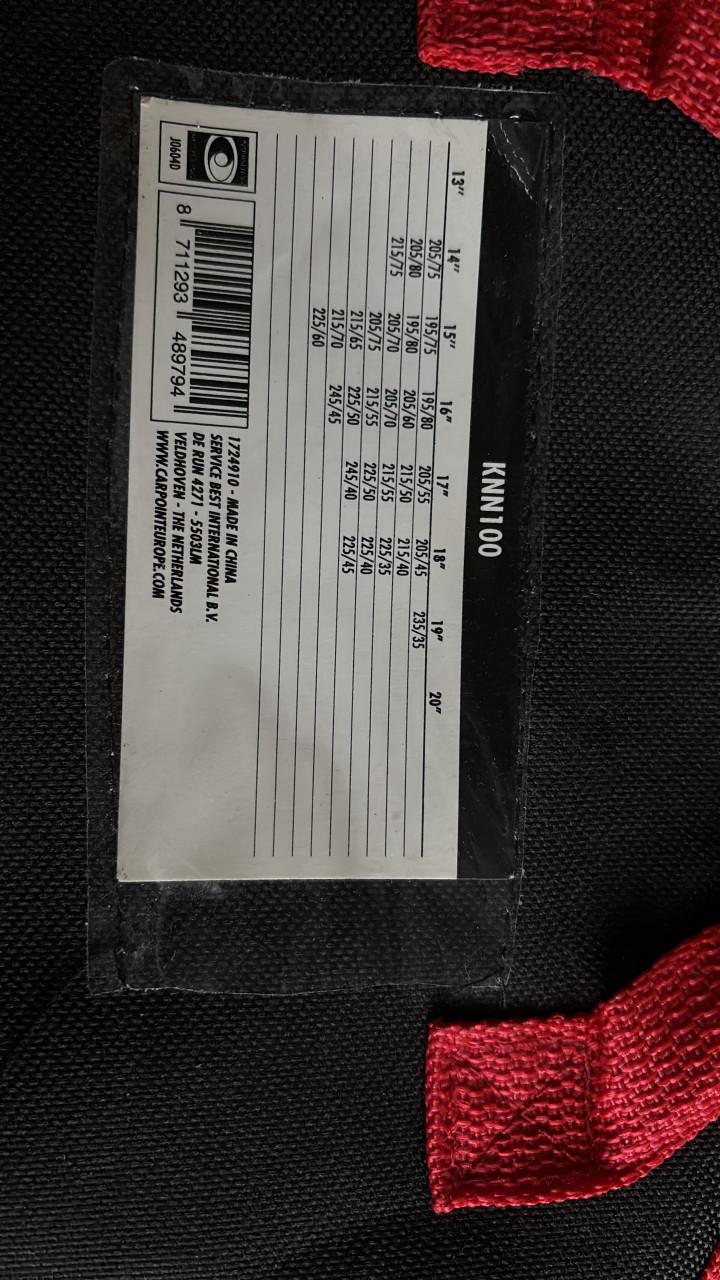 KNN100
13" 14" 15" 16" 17" 18" 19" 20"
205/75 195/75 195/80 205/55 205/45 235/35
205/80 195/80 205/60 215/50 215/40
215/75 205/70 205/70 215/55 225/35
205/75 215/55 225/50 225/40
215/65 225/50 245/40 225/45
215/70 245/45
225/60
J0604D
8 711293 489794
1724910 - MADE IN CHINA
SERVICE BEST INTERNATIONAL B.V.
DE RUN 4271 - 5503LM
VELDHOVEN - THE NETHERLANDS
WWW.CARPOINTEUROPE.COM